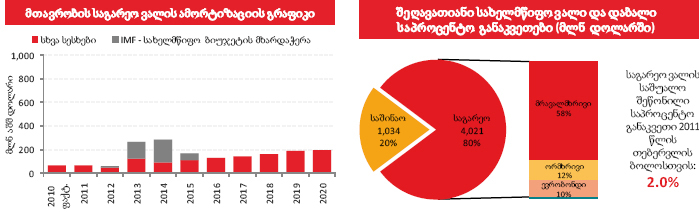 მთავრობის საგარეო ვალის ამორტიზაციის გრაფიკი
სხვა სესხები
IMF - სახელმწიფო ბიუჯეტის მხარდაჭერა
მლნ აშშ დოლარი
1,000
800
600
400
200
0
2010
ფაქტ.
2011
2012
2013
2014
2015
2016
2017
2018
2019
2020
შეღავათიანი სახელმწიფო ვალი და დაბალი
საპროცენტო განაკვეთები (მლნ დოლარში)
საშინაო
1,034
20%
საგარეო
4,021
80%
მრავალმხრივი
58%
ორმხრივი
12%
ევრობონდი
10%
საგარეო ვალის
საშუალო
შეწონილი
საპროცენტო
განაკვეთი 2011
წლის
თებერვლის
ბოლოსთვის:
2.0%